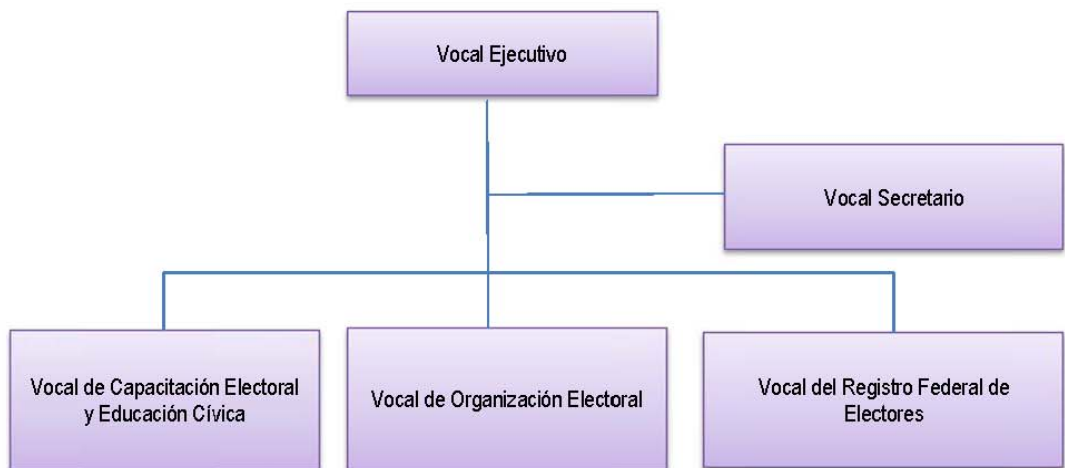 Vocal Ejecutivo
Vocal Secretario
Vocal de Capacitación Electoral
y Educación Cívica
Vocal de Organización Electoral
Vocal del Registro Federal de
Electores